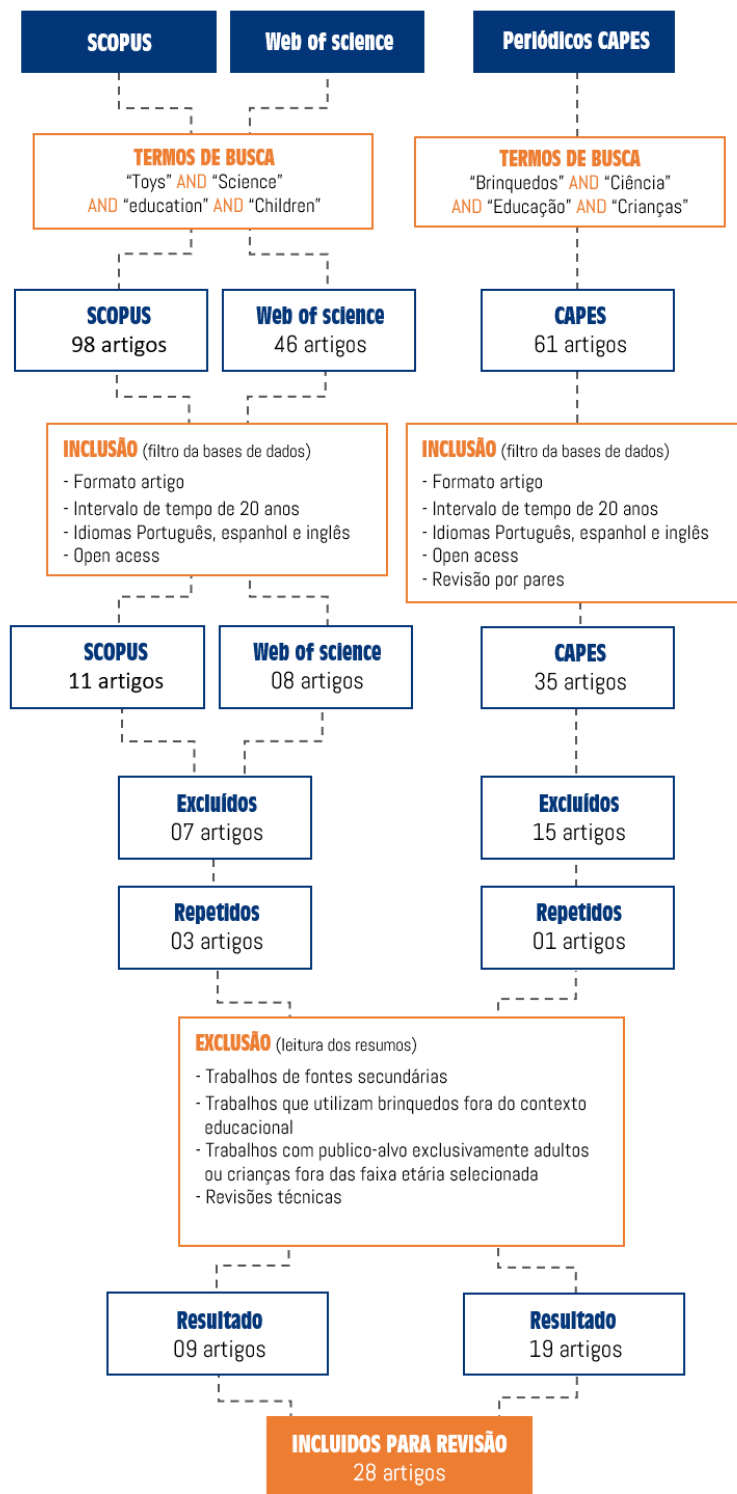 SCOPUS
Web of science
Periódicos CAPES
TERMOS DE BUSCA
“Toys” AND “Science”
AND “education” AND “Children”
TERMOS DE BUSCA
“Brinquedos” AND “Ciência”
AND “Educação” AND “Crianças”
SCOPUS
98 artigos
Web of science
46 artigos
CAPES
61 artigos
INCLUSÃO (filtro da bases de dados)
- Formato artigo
- Intervalo de tempo de 20 anos
- Idiomas Português, espanhol e inglês
- Open acess
INCLUSÃO (filtro da bases de dados)
- Formato artigo
- Intervalo de tempo de 20 anos
- Idiomas Português, espanhol e inglês
- Open acess
- Revisão por pares
SCOPUS
11 artigos
Web of science
08 artigos
CAPES
35 artigos
Excluídos
07 artigos
Excluídos
15 artigos
Repetidos
03 artigos
Repetidos
01 artigos
EXCLUSÃO (leitura dos resumos)
- Trabalhos de fontes secundárias
- Trabalhos que utilizam brinquedos fora do contexto
educacional
- Trabalhos com publico-alvo exclusivamente adultos
ou crianças fora das faixa etária selecionada
- Revisões técnicas
Resultado
09 artigos
Resultado
19 artigos
INCLUIDOS PARA REVISÃO
28 artigos